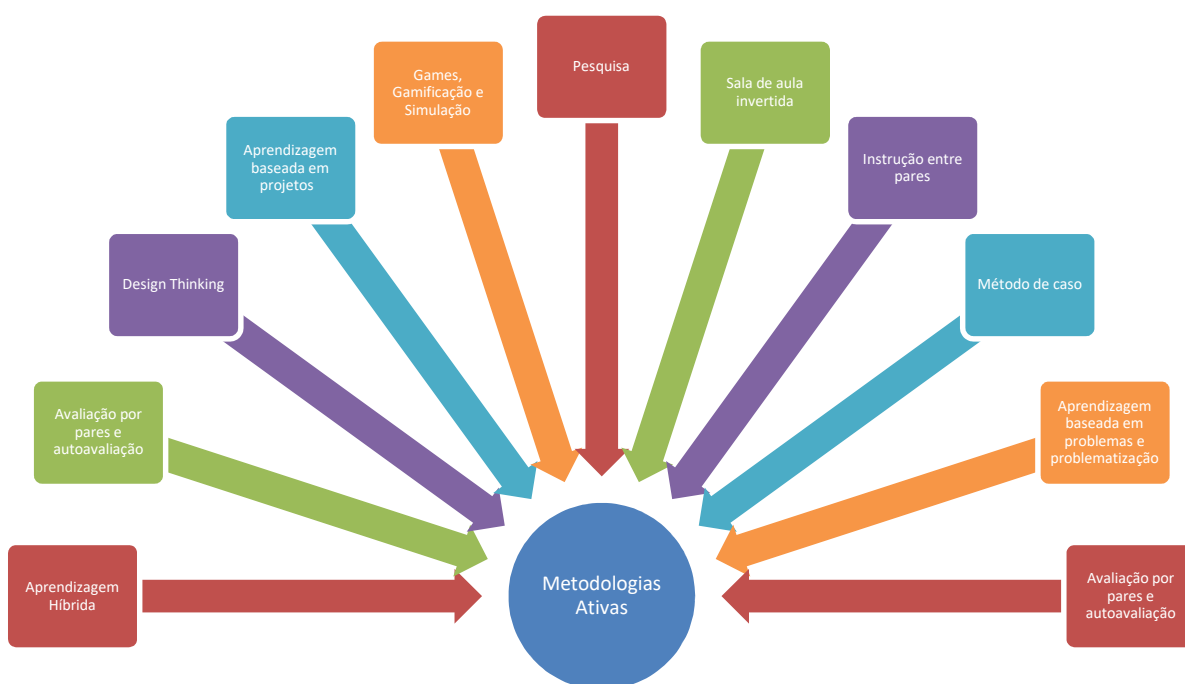 Pesquisa
Games,
Gamificação e
Simulação
Sala de aula
invertida
Aprendizagem
baseada em
projetos
Instrução entre
pares
Design Thinking
Método de caso
Avaliação por
pares e
autoavaliação
Aprendizagem
baseada em
problemas e
problematização
Aprendizagem
Híbrida
Metodologias
Ativas
Avaliação por
pares e
autoavaliação